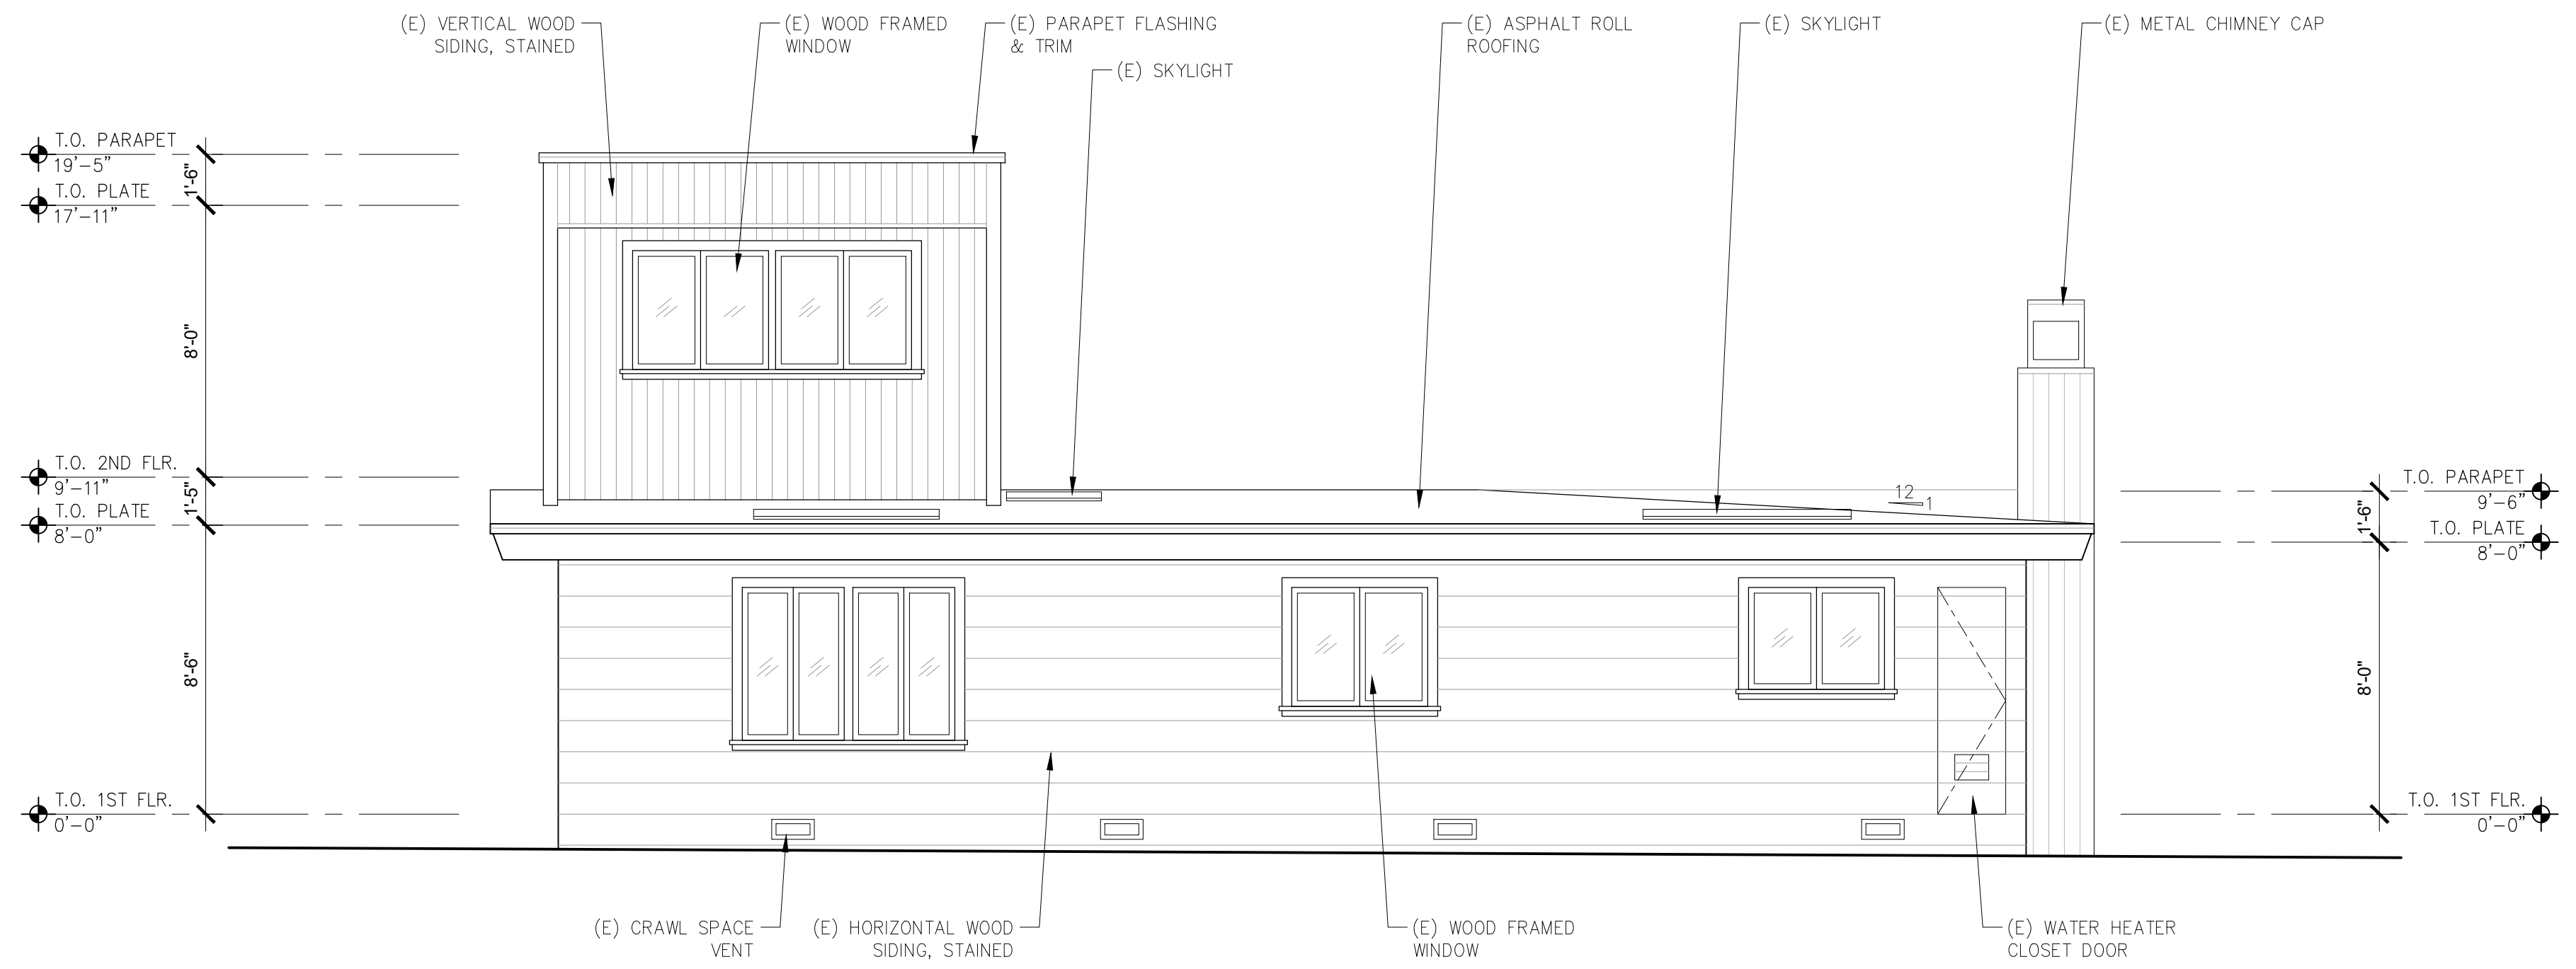 (E) VERTICAL WOOD
SIDING, STAINED
(E) WOOD FRAMED
WINDOW
(E) PARAPET FLASHING
& TRIM
(E) SKYLIGHT
(E) ASPHALT ROLL
ROOFING
(E) SKYLIGHT
(E) METAL CHIMNEY CAP
T.O. PARAPET
19'-5"
1'-6"
T.O. PLATE
17'-11"
8'-0"
T.O. 2ND FLR.
9'-11"
1'-5"
T.O. PLATE
8'-0"
8'-6"
T.O. 1ST FLR.
0'-0"
12
1
T.O. PARAPET
9'-6"
1'-6"
T.O. PLATE
8'-0"
8'-0"
T.O. 1ST FLR.
0'-0"
(E) CRAWL SPACE
VENT
(E) HORIZONTAL WOOD
SIDING, STAINED
(E) WOOD FRAMED
WINDOW
(E) WATER HEATER
CLOSET DOOR